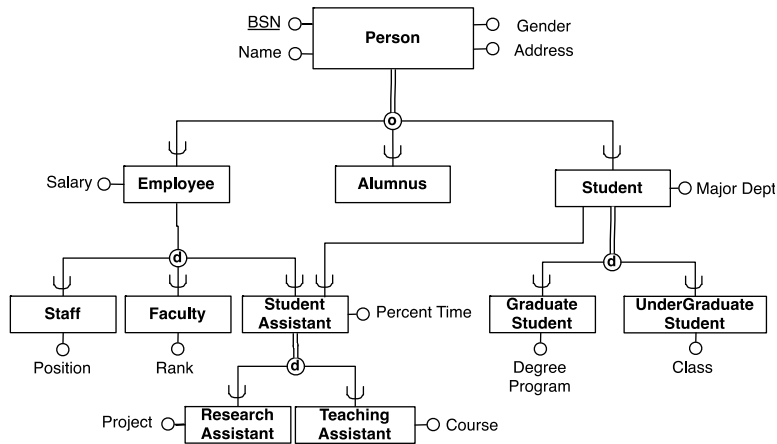 BSN
Gender
Person
Name
Address
o
Salary
Employee
Alumnus
Student
Major Dept
d
d
Staff
Faculty
Student
Assistant
Percent Time
Graduate
Student
UnderGraduate
Student
Position
Rank
Degree
Program
Class
d
Project
Research
Assistant
Teaching
Assistant
Course